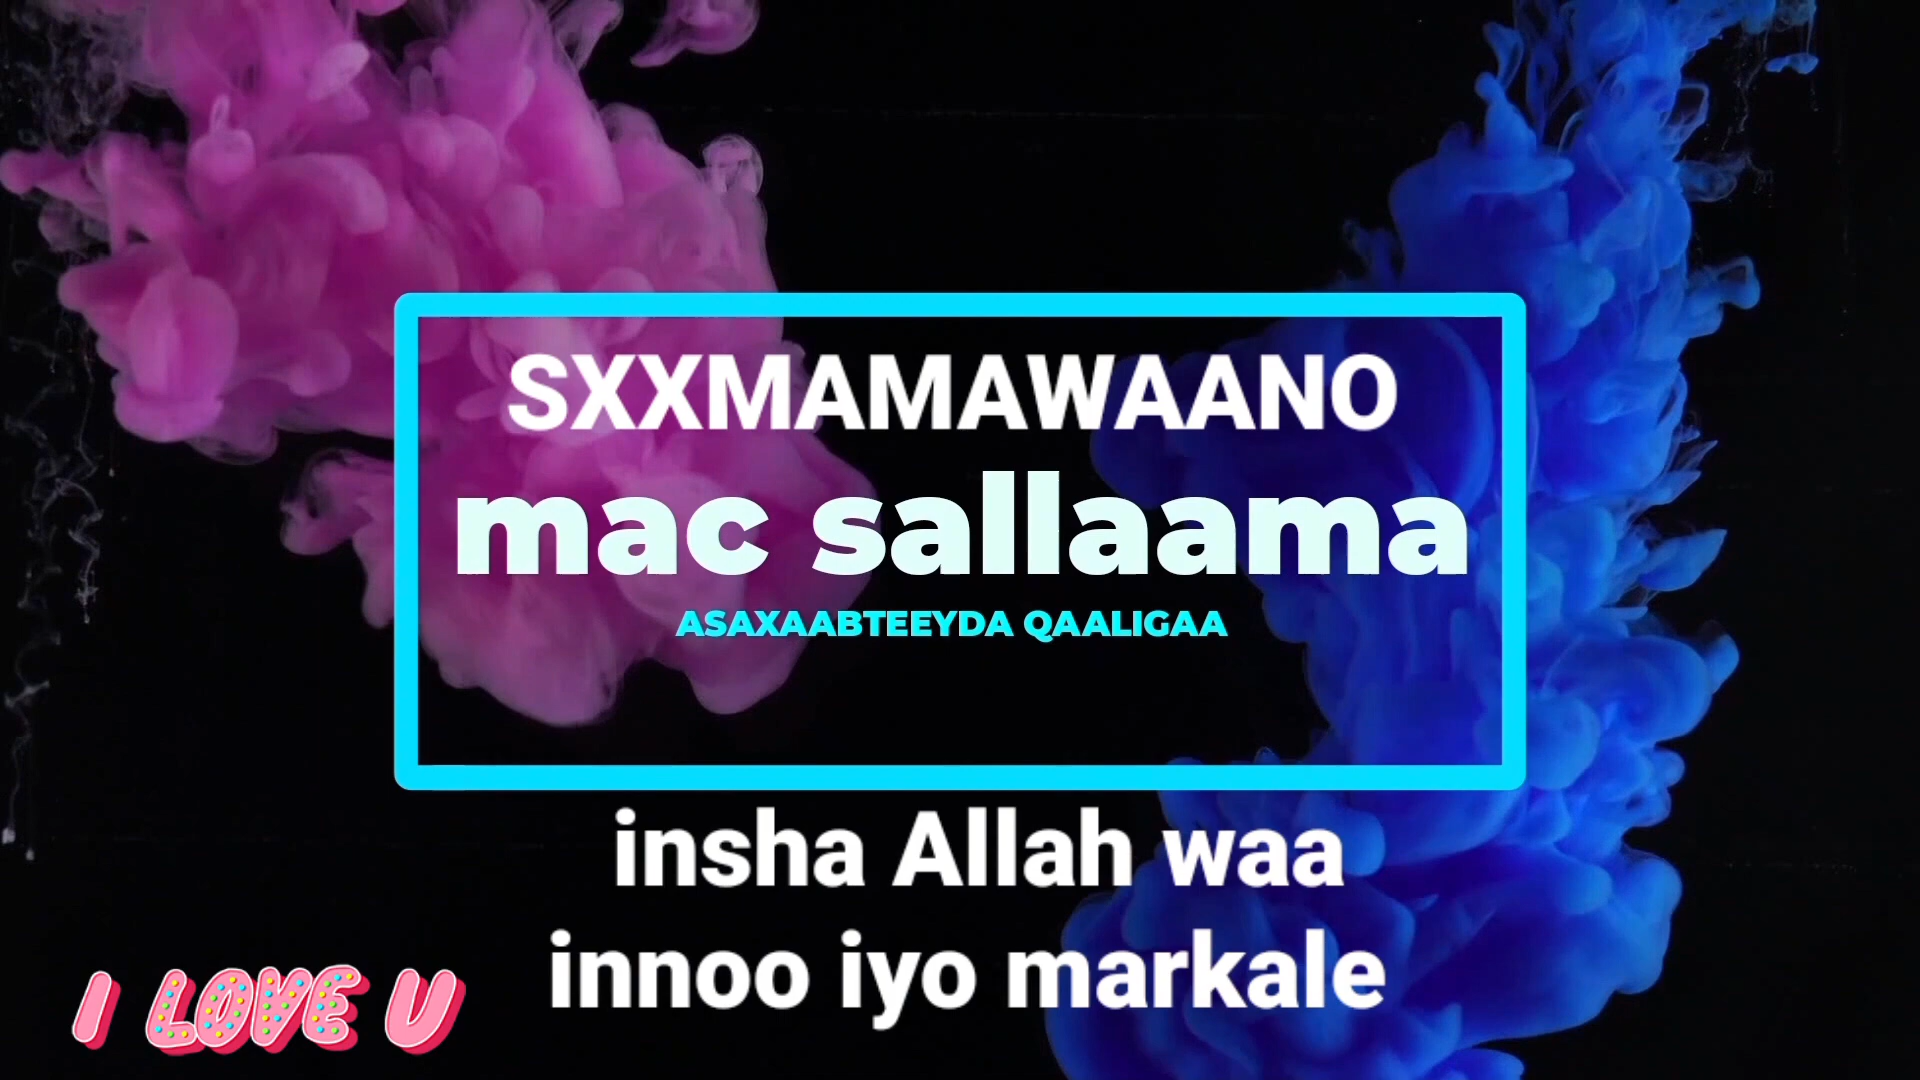 SXXMAMAWAANO
mac sallaama
ASAXAABTEEYDA QAALIGAA
insha Allah waa
innoo iyo markale
I LOVE U